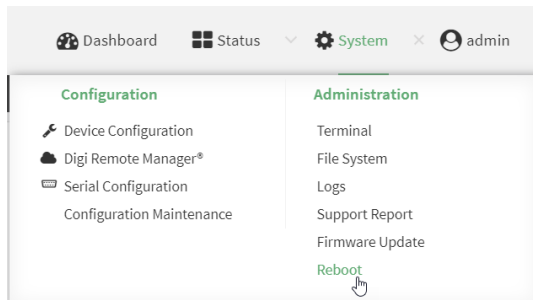 Dashboard Status System admin
Configuration
Device Configuration
Digi Remote Manager®
Serial Configuration
Configuration Maintenance
Administration
Terminal
File System
Logs
Support Report
Firmware Update
Reboot